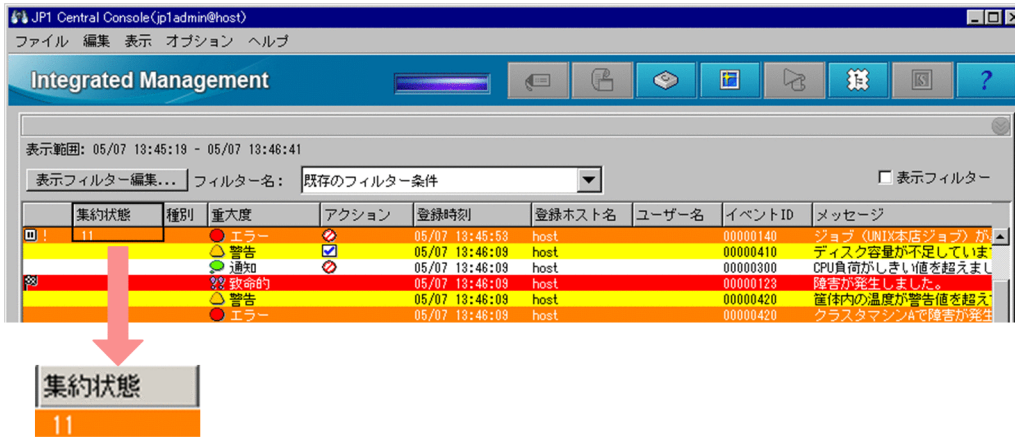 JP1 Central Console(jp1admin@host)
ファイル 編集 表示 オプション ヘルプ
Integrated Management
表示範囲: 05/07 13:45:19 - 05/07 13:46:41
表示フィルター編集... フィルター名: 既存のフィルター条件 表示フィルター
集約状態 種別 重大度 アクション 登録時刻 登録ホスト名 ユーザー名 イベントID メッセージ
! 11 エラー 05/07 13:45:53 host 00000140 ジョブ(UNIX本店ジョブ)が
警告 05/07 13:46:09 host 00000410 ディスク容量が不足していま
通知 05/07 13:46:09 host 00000300 CPU負荷がしきい値を超えまし
致命的 05/07 13:46:09 host 00000123 障害が発生しました。
警告 05/07 13:46:09 host 00000420 筐体内の温度が警告値を超え
エラー 05/07 13:46:09 host 00000420 クラスタマシンAで障害が発生
集約状態
11